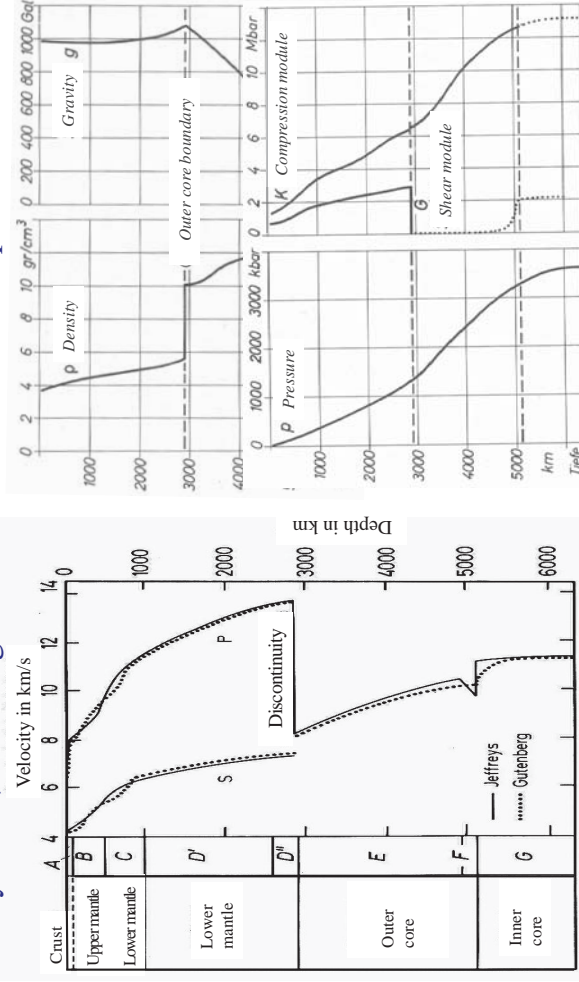 Velocity in km/s
4
6
8
10
12
14
Crust
Upper mantle
Lower mantle
Lower
mantle
Outer
core
Inner
core
A
B
C
D'
D"
E
F
G
S
P
Discontinuity
Jeffreys
Gutenberg
0
1000
2000
3000
4000
5000
6000
Depth in km
0
2
4
6
8
10 gr/cm³
ρ Density
1000
2000
3000
4000
0
200
400
600
800
1000 Gal
Gravity g
Outer core boundary
0
1000
2000
3000 kbar
P Pressure
1000
2000
3000
4000
5000
km
Tiefe
0
2
4
6
8
10 Mbar
K Compression module
G
Shear module